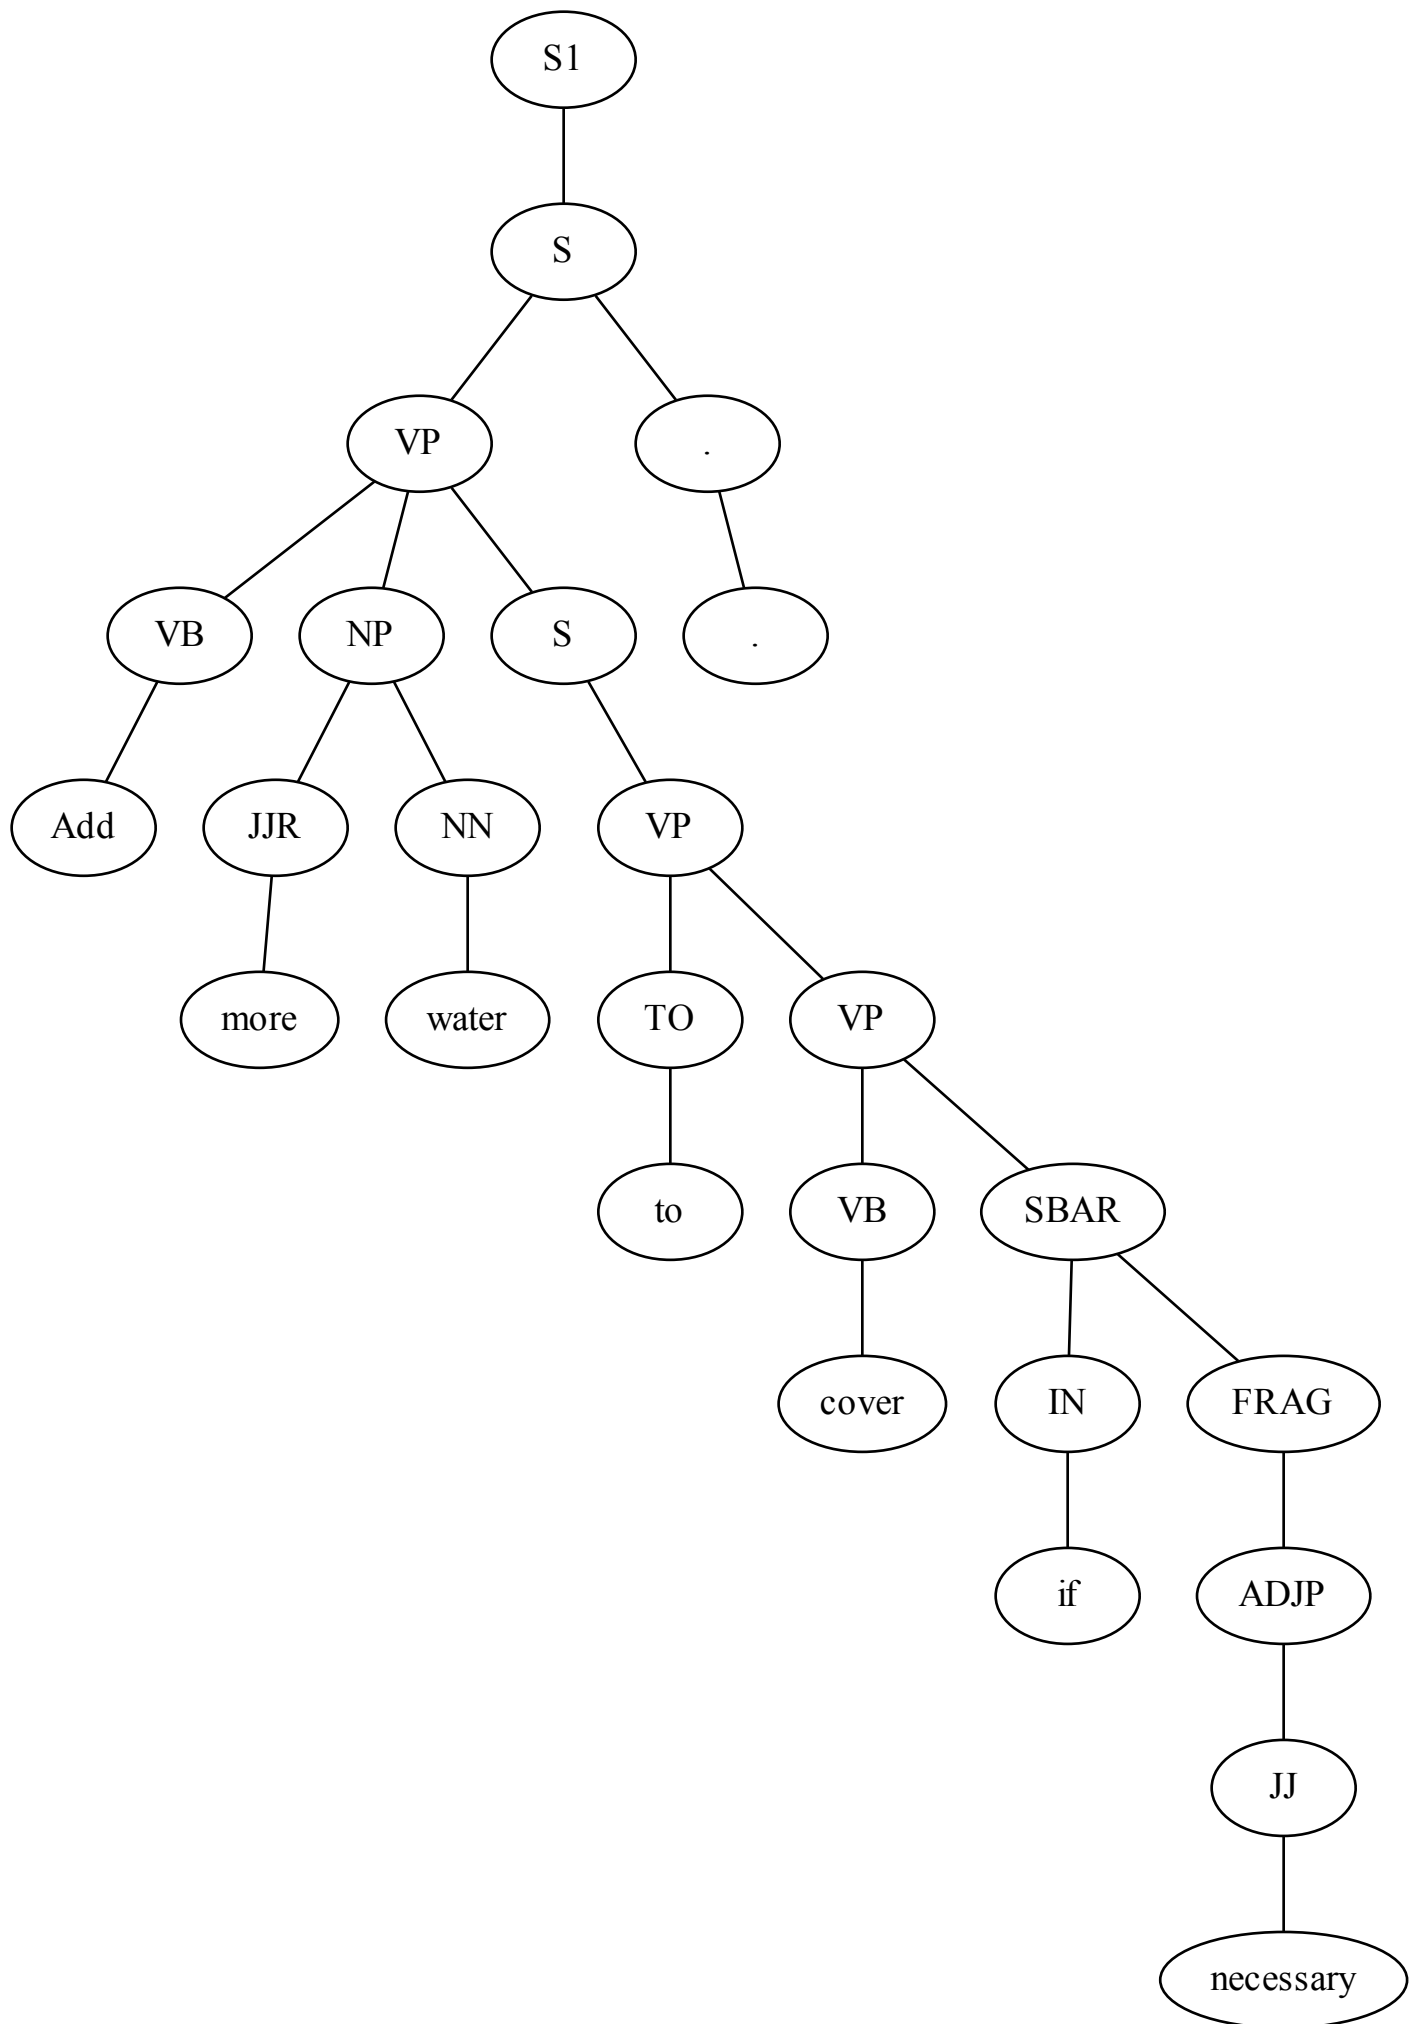 S1
S
VP .
VB NP S .
Add JJR NN VP
more water TO VP
to VB SBAR
cover IN FRAG
if ADJP
JJ
necessary